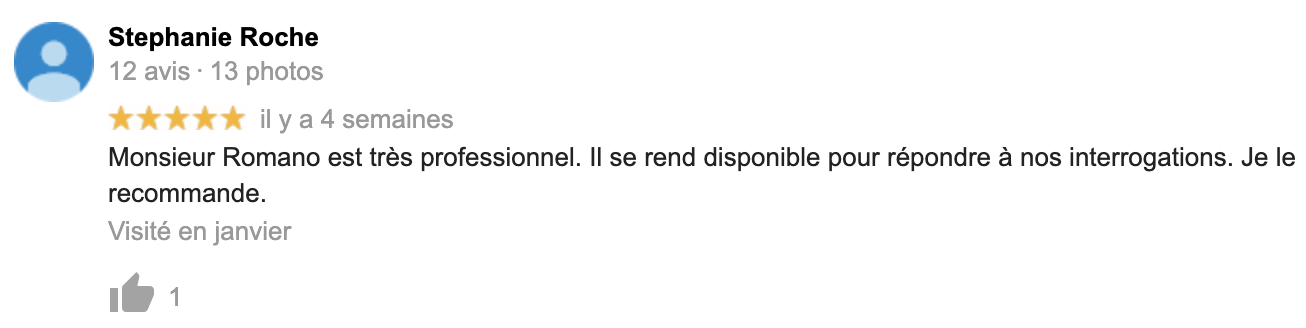 Stephanie Roche
12 avis · 13 photos
il y a 4 semaines
Monsieur Romano est très professionnel. Il se rend disponible pour répondre à nos interrogations. Je le
recommande.
Visité en janvier
1